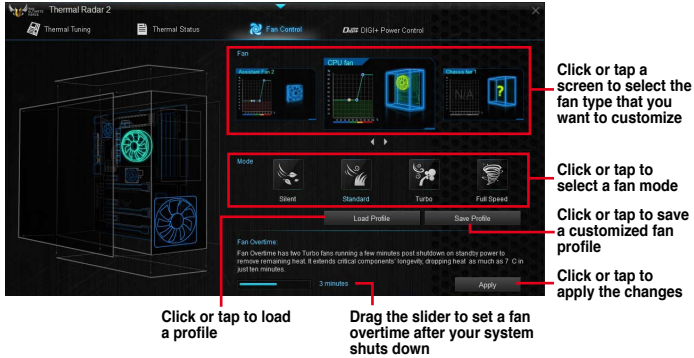 THE ULTIMATE FORCE
Thermal Radar 2
Thermal Tuning
Thermal Status
Fan Control
DIGI+ Power Control
Fan
Assistant Fan 2
CPU fan
Chassis fan 1
N/A
?
Click or tap a
screen to select the
fan type that you
want to customize
Mode
Silent
Standard
Turbo
Full Speed
Click or tap to
select a fan mode
Load Profile
Save Profile
Click or tap to save
a customized fan
profile
Fan Overtime:
Fan Overtime has two Turbo fans running a few minutes post shutdown on standby power to
remove remaining heat. It extends critical components' longevity, dropping heat as much as 7 C in
just ten minutes.
3 minutes
Apply
Click or tap to
apply the changes
Click or tap to load
a profile
Drag the slider to set a fan
overtime after your system
shuts down